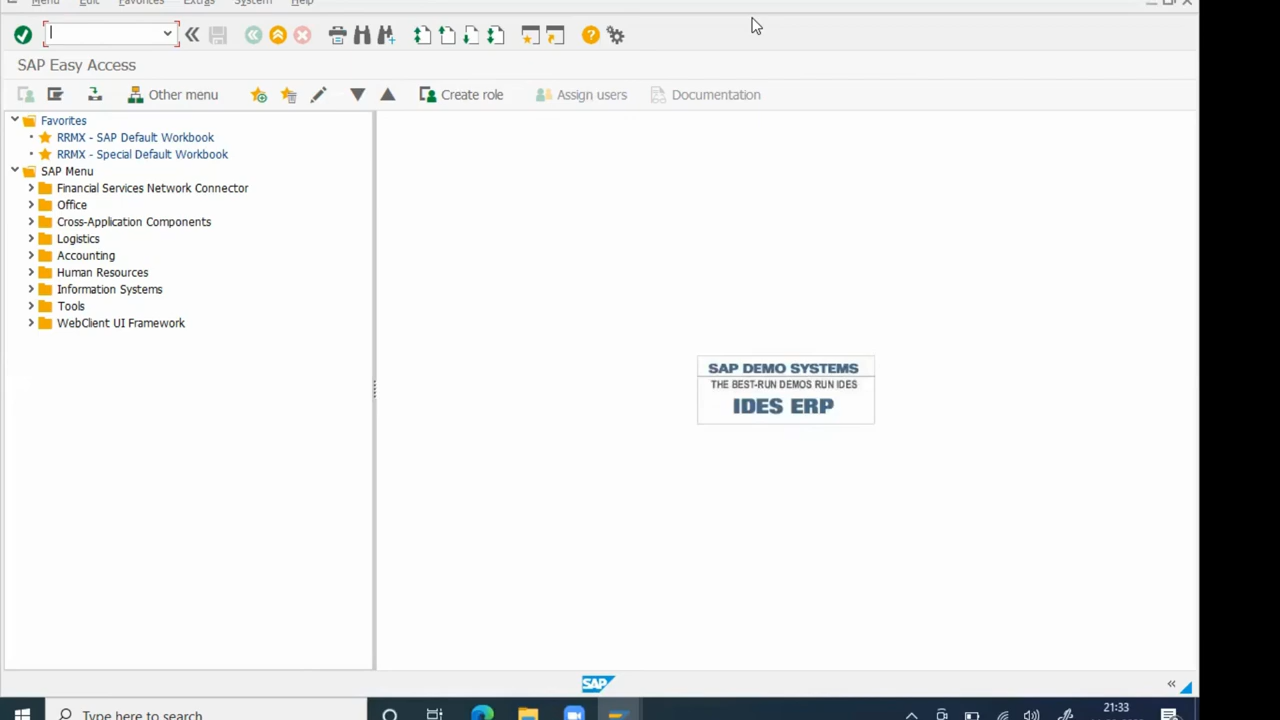 Menu Edit Favorites Extras System Help
SAP Easy Access
Other menu Create role Assign users Documentation
Favorites
RRMX - SAP Default Workbook
RRMX - Special Default Workbook
SAP Menu
Financial Services Network Connector
Office
Cross-Application Components
Logistics
Accounting
Human Resources
Information Systems
Tools
WebClient UI Framework
SAP DEMO SYSTEMS
THE BEST-RUN DEMOS RUN IDES
IDES ERP
SAP
Type here to search
21:33